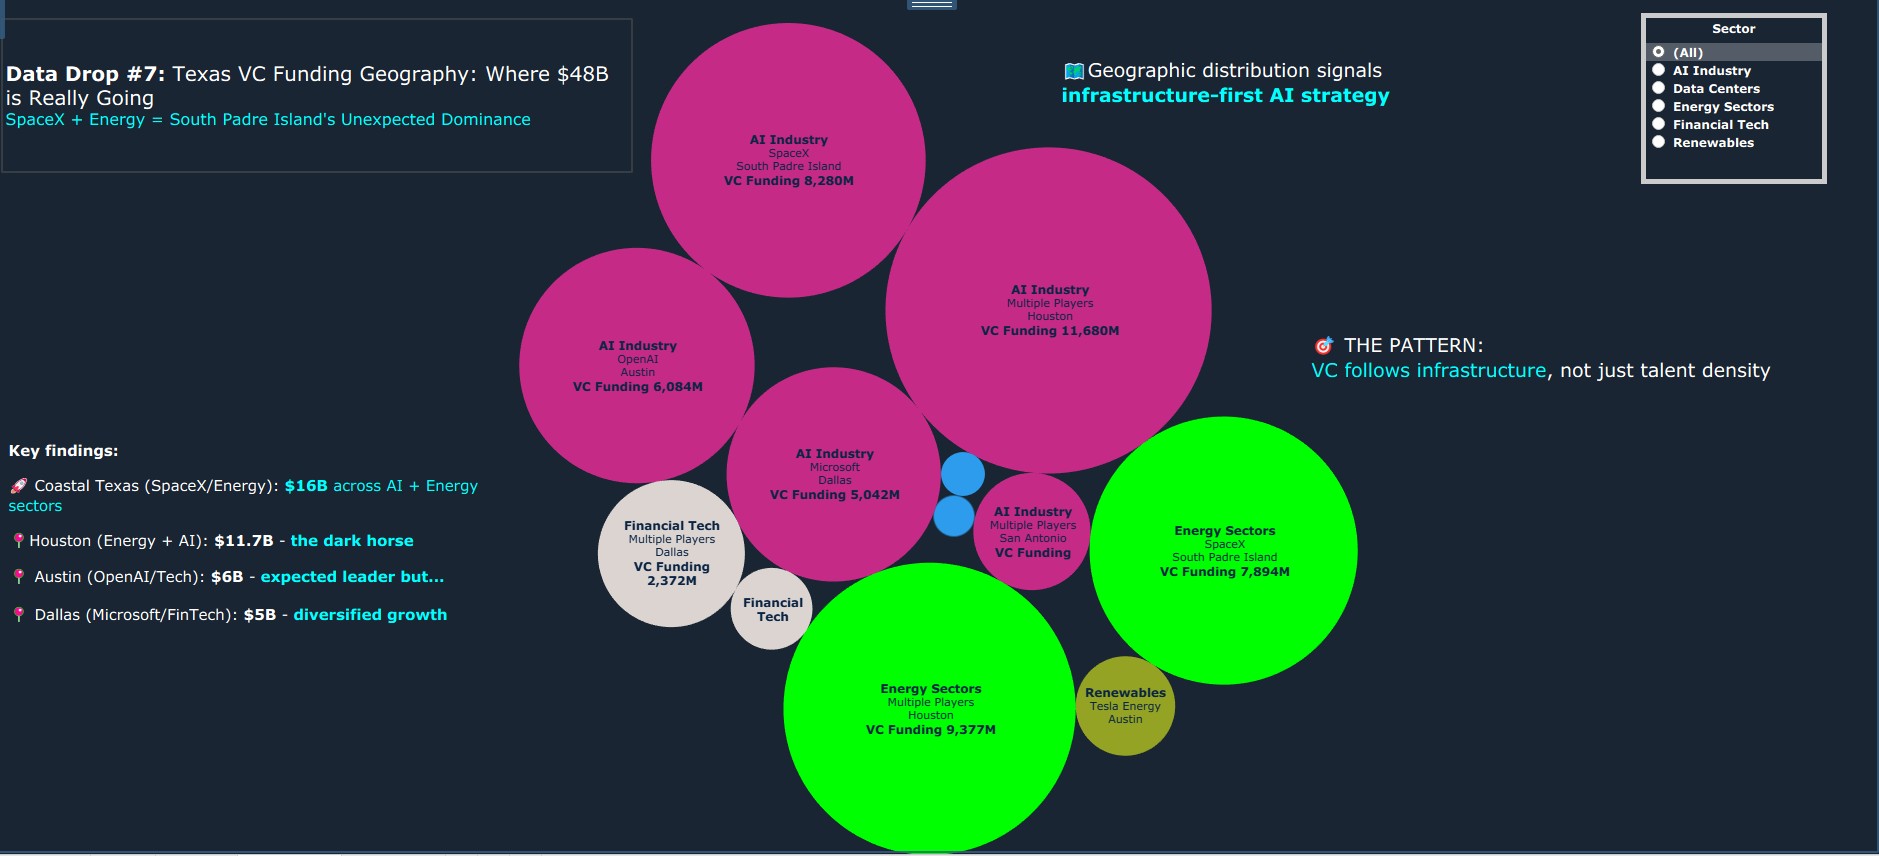 Data Drop #7: Texas VC Funding Geography: Where $48B
is Really Going
SpaceX + Energy = South Padre Island's Unexpected Dominance
Geographic distribution signals
infrastructure-first AI strategy
Sector
(All)
AI Industry
Data Centers
Energy Sectors
Financial Tech
Renewables
AI Industry
SpaceX
South Padre Island
VC Funding 8,280M
AI Industry
Multiple Players
Houston
VC Funding 11,680M
AI Industry
OpenAI
Austin
VC Funding 6,084M
THE PATTERN:
VC follows infrastructure, not just talent density
Key findings:
Coastal Texas (SpaceX/Energy): $16B across AI + Energy
sectors
Houston (Energy + AI): $11.7B - the dark horse
Austin (OpenAI/Tech): $6B - expected leader but...
Dallas (Microsoft/FinTech): $5B - diversified growth
AI Industry
Microsoft
Dallas
VC Funding 5,042M
Financial Tech
Multiple Players
Dallas
VC Funding
2,372M
AI Industry
Multiple Players
San Antonio
VC Funding
Energy Sectors
SpaceX
South Padre Island
VC Funding 7,894M
Financial
Tech
Energy Sectors
Multiple Players
Houston
VC Funding 9,377M
Renewables
Tesla Energy
Austin